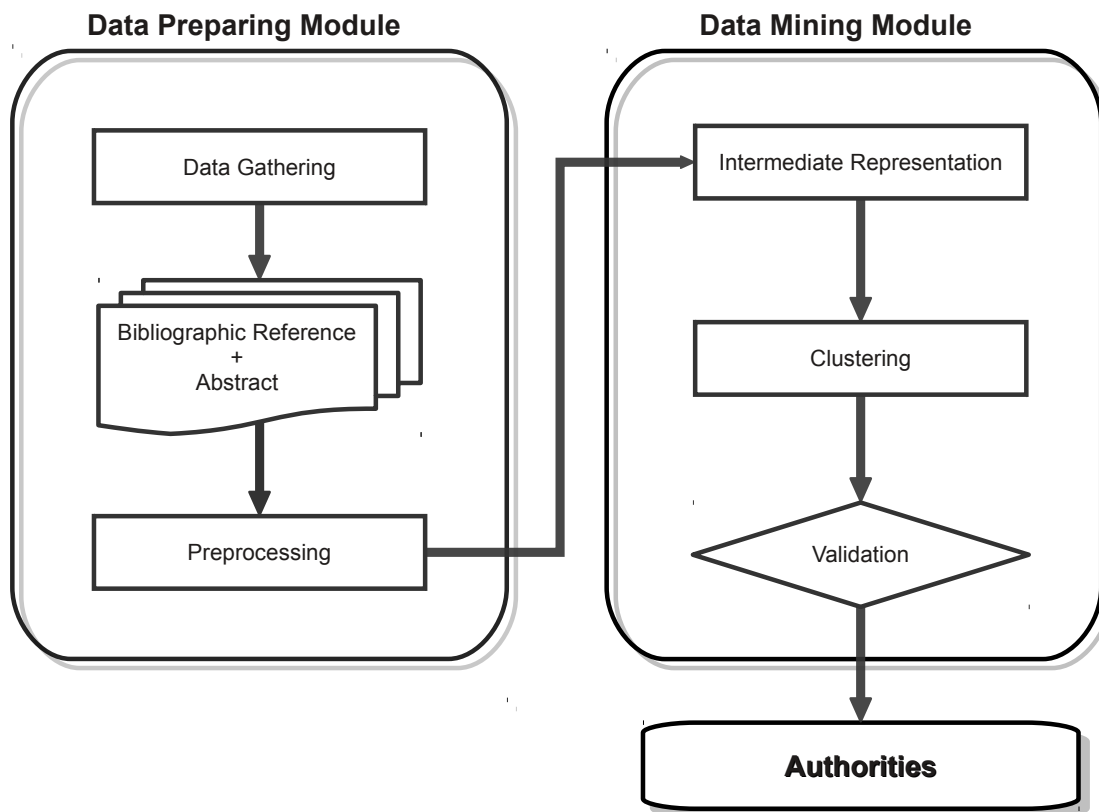 Data Preparing Module
Data Gathering
Bibliographic Reference
+
Abstract
Preprocessing
Data Mining Module
Intermediate Representation
Clustering
Validation
Authorities